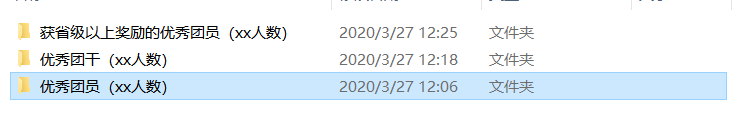 获省级以上奖励的优秀团员（xx人数） 2020/3/27 12:25 文件夹
优秀团干（xx人数） 2020/3/27 12:18 文件夹
优秀团员（xx人数） 2020/3/27 12:06 文件夹